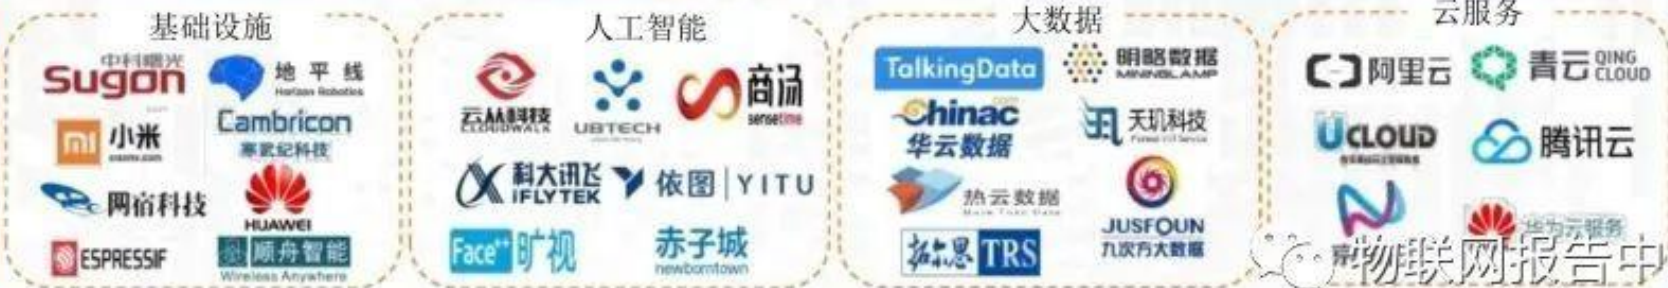 基础设施
中科曙光
Sugon
地平线
Horizon Robotics
小米
xiaomi.com
Cambricon
寒武纪科技
网宿科技
HUAWEI
ESPRESSIF
顺舟智能
Wireless Anywhere
人工智能
云从科技
CLOUDWALK
UBTECH
商汤
sensetime
科大讯飞
iFLYTEK
依图 | YITU
Face++ 旷视
赤子城
newborntown
大数据
TalkingData
明略数据
MININGLAMP
Chinac
华云数据
天玑科技
热云数据
拓尔思 TRS
JUSFOUN
九次方大数据
云服务
阿里云
青云 QING
CLOUD
UCLOUD
腾讯云
华为云服务
物联网报告中